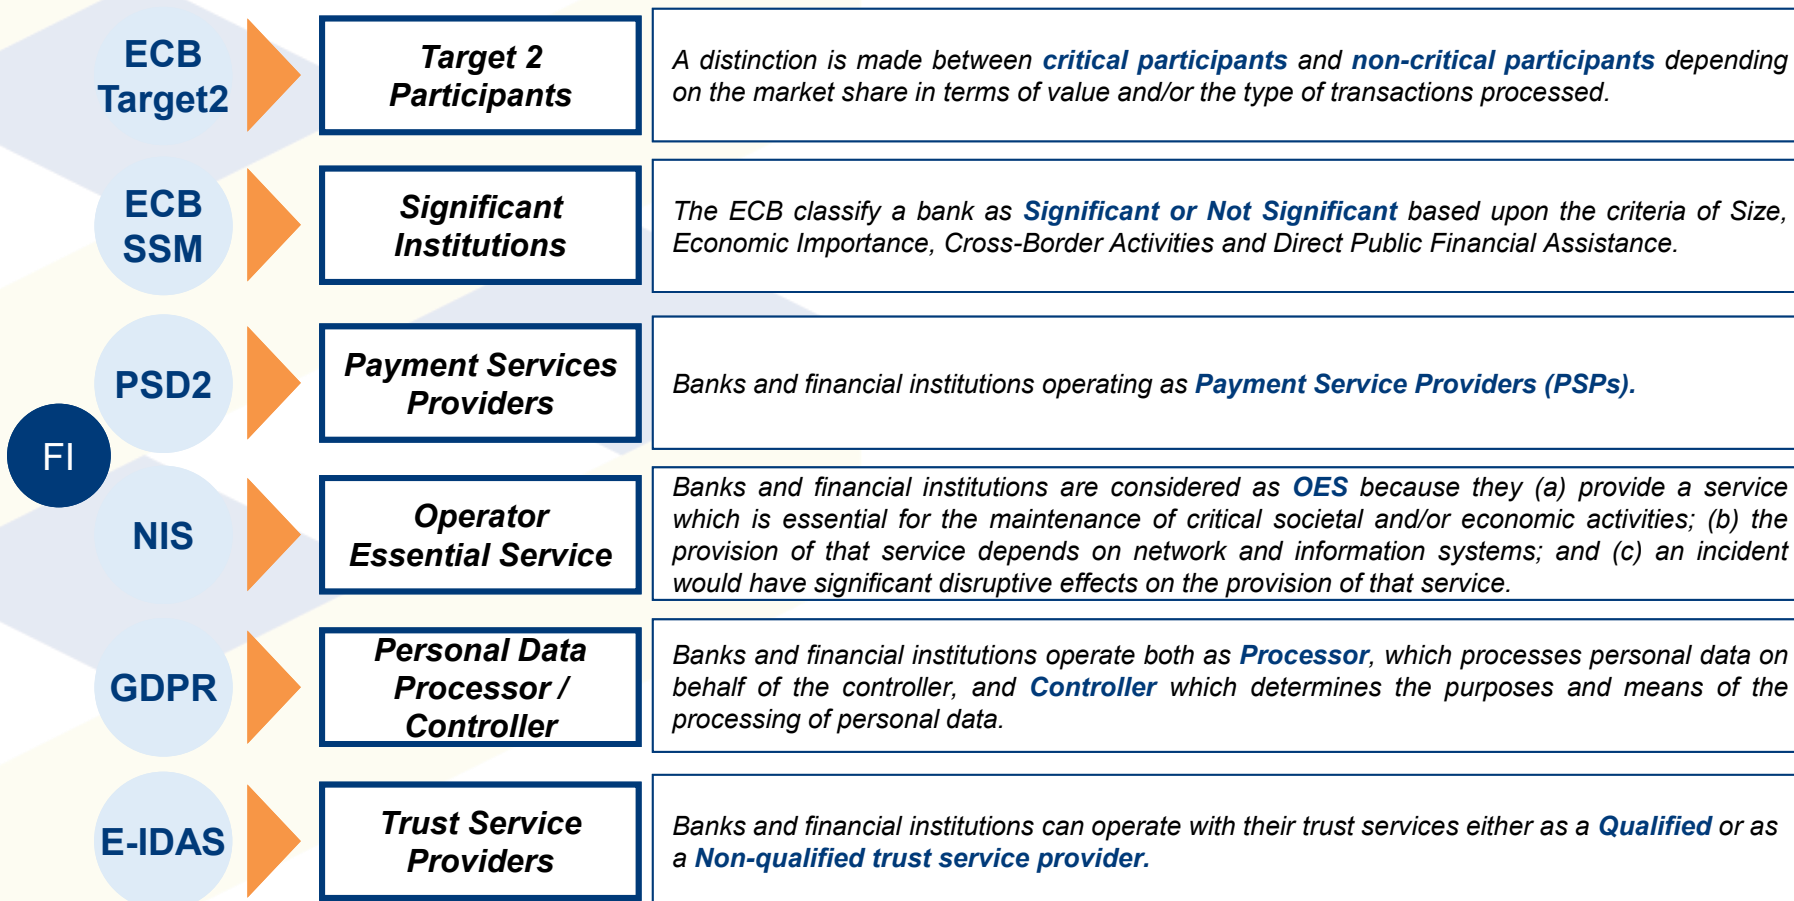 ECB
Target2
Target 2
Participants
A distinction is made between critical participants and non-critical participants depending
on the market share in terms of value and/or the type of transactions processed.
ECB
SSM
Significant
Institutions
The ECB classify a bank as Significant or Not Significant based upon the criteria of Size,
Economic Importance, Cross-Border Activities and Direct Public Financial Assistance.
PSD2
Payment Services
Providers
Banks and financial institutions operating as Payment Service Providers (PSPs).
FI
NIS
Operator
Essential Service
Banks and financial institutions are considered as OES because they (a) provide a service
which is essential for the maintenance of critical societal and/or economic activities; (b) the
provision of that service depends on network and information systems; and (c) an incident
would have significant disruptive effects on the provision of that service.
GDPR
Personal Data
Processor /
Controller
Banks and financial institutions operate both as Processor, which processes personal data on
behalf of the controller, and Controller which determines the purposes and means of the
processing of personal data.
E-IDAS
Trust Service
Providers
Banks and financial institutions can operate with their trust services either as a Qualified or as
a Non-qualified trust service provider.